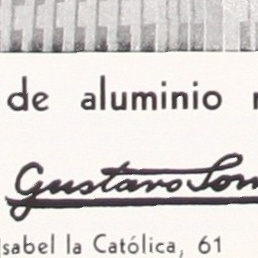 de aluminio
Gustavo
Isabel la Católica, 61